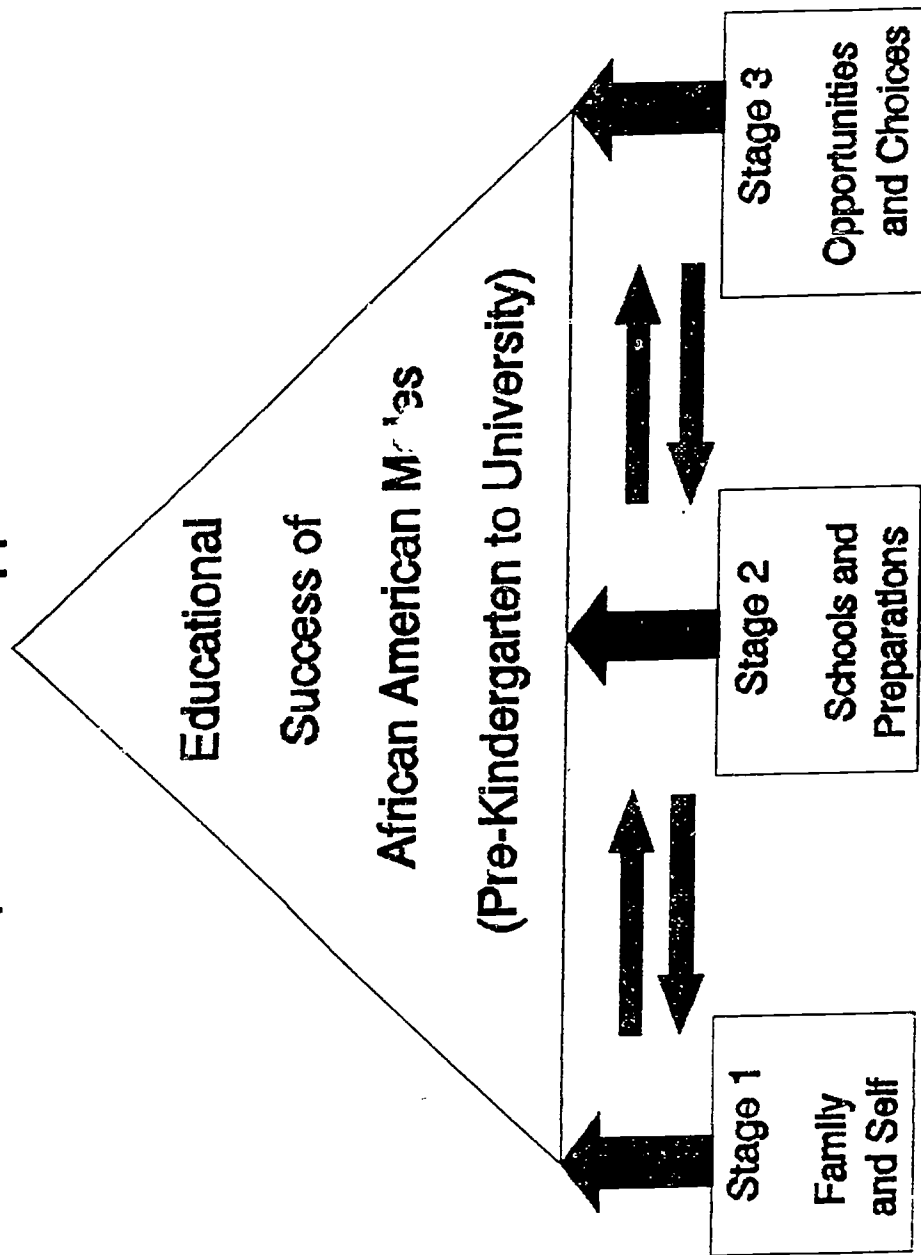 Educational
Success of
African American Males
(Pre-Kindergarten to University)
Stage 1
Family
and Self
Stage 2
Schools and
Preparations
Stage 3
Opportunities
and Choices